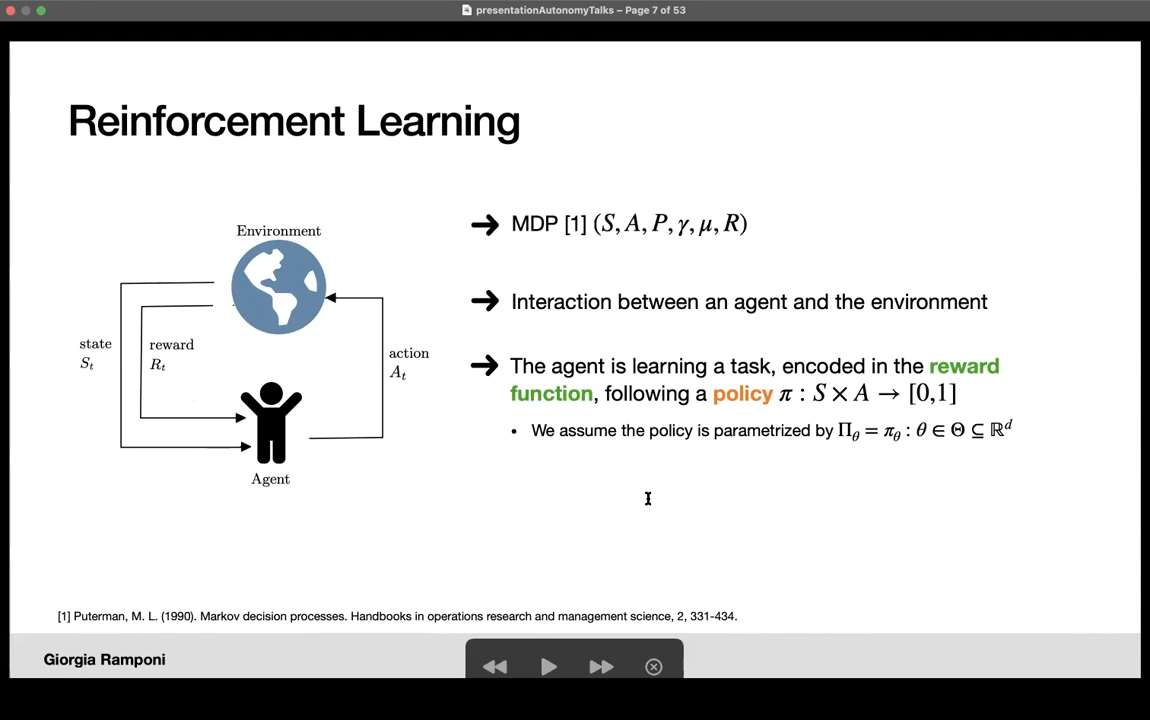 presentationAutonomyTalks – Page 7 of 53
Reinforcement Learning
Environment
state
S_t
reward
R_t
action
A_t
Agent
➔ MDP [1] (S, A, P, γ, μ, R)
➔ Interaction between an agent and the environment
➔ The agent is learning a task, encoded in the reward
function, following a policy π : S × A → [0,1]
• We assume the policy is parametrized by Π_θ = π_θ : θ ∈ Θ ⊆ ℝ^d
[1] Puterman, M. L. (1990). Markov decision processes. Handbooks in operations research and management science, 2, 331-434.
Giorgia Ramponi